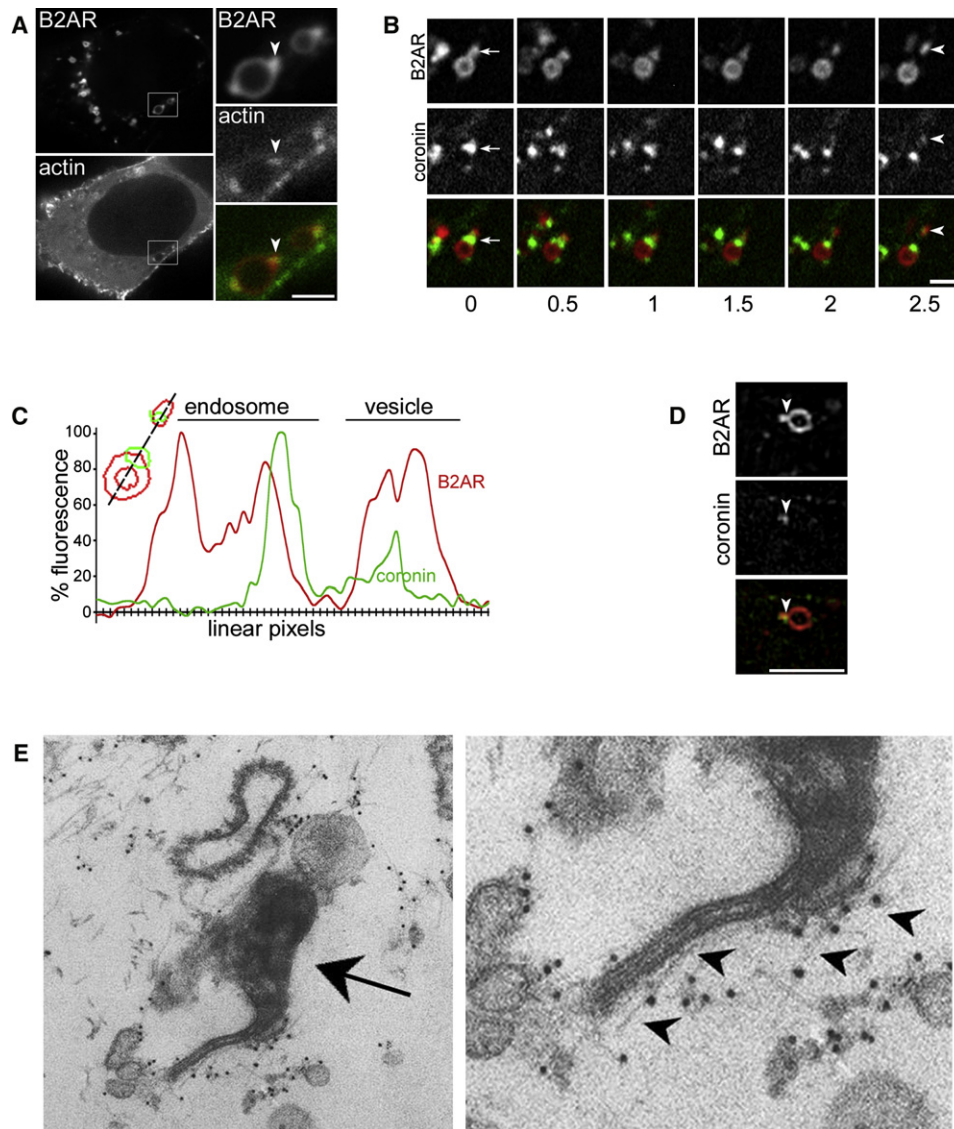 A
B2AR
actin
B2AR
actin
B
B2AR
coronin
0 0.5 1 1.5 2 2.5
C
endosome vesicle
100
80
60
40
20
0
% fluorescence
B2AR
coronin
linear pixels
D
B2AR
coronin
E